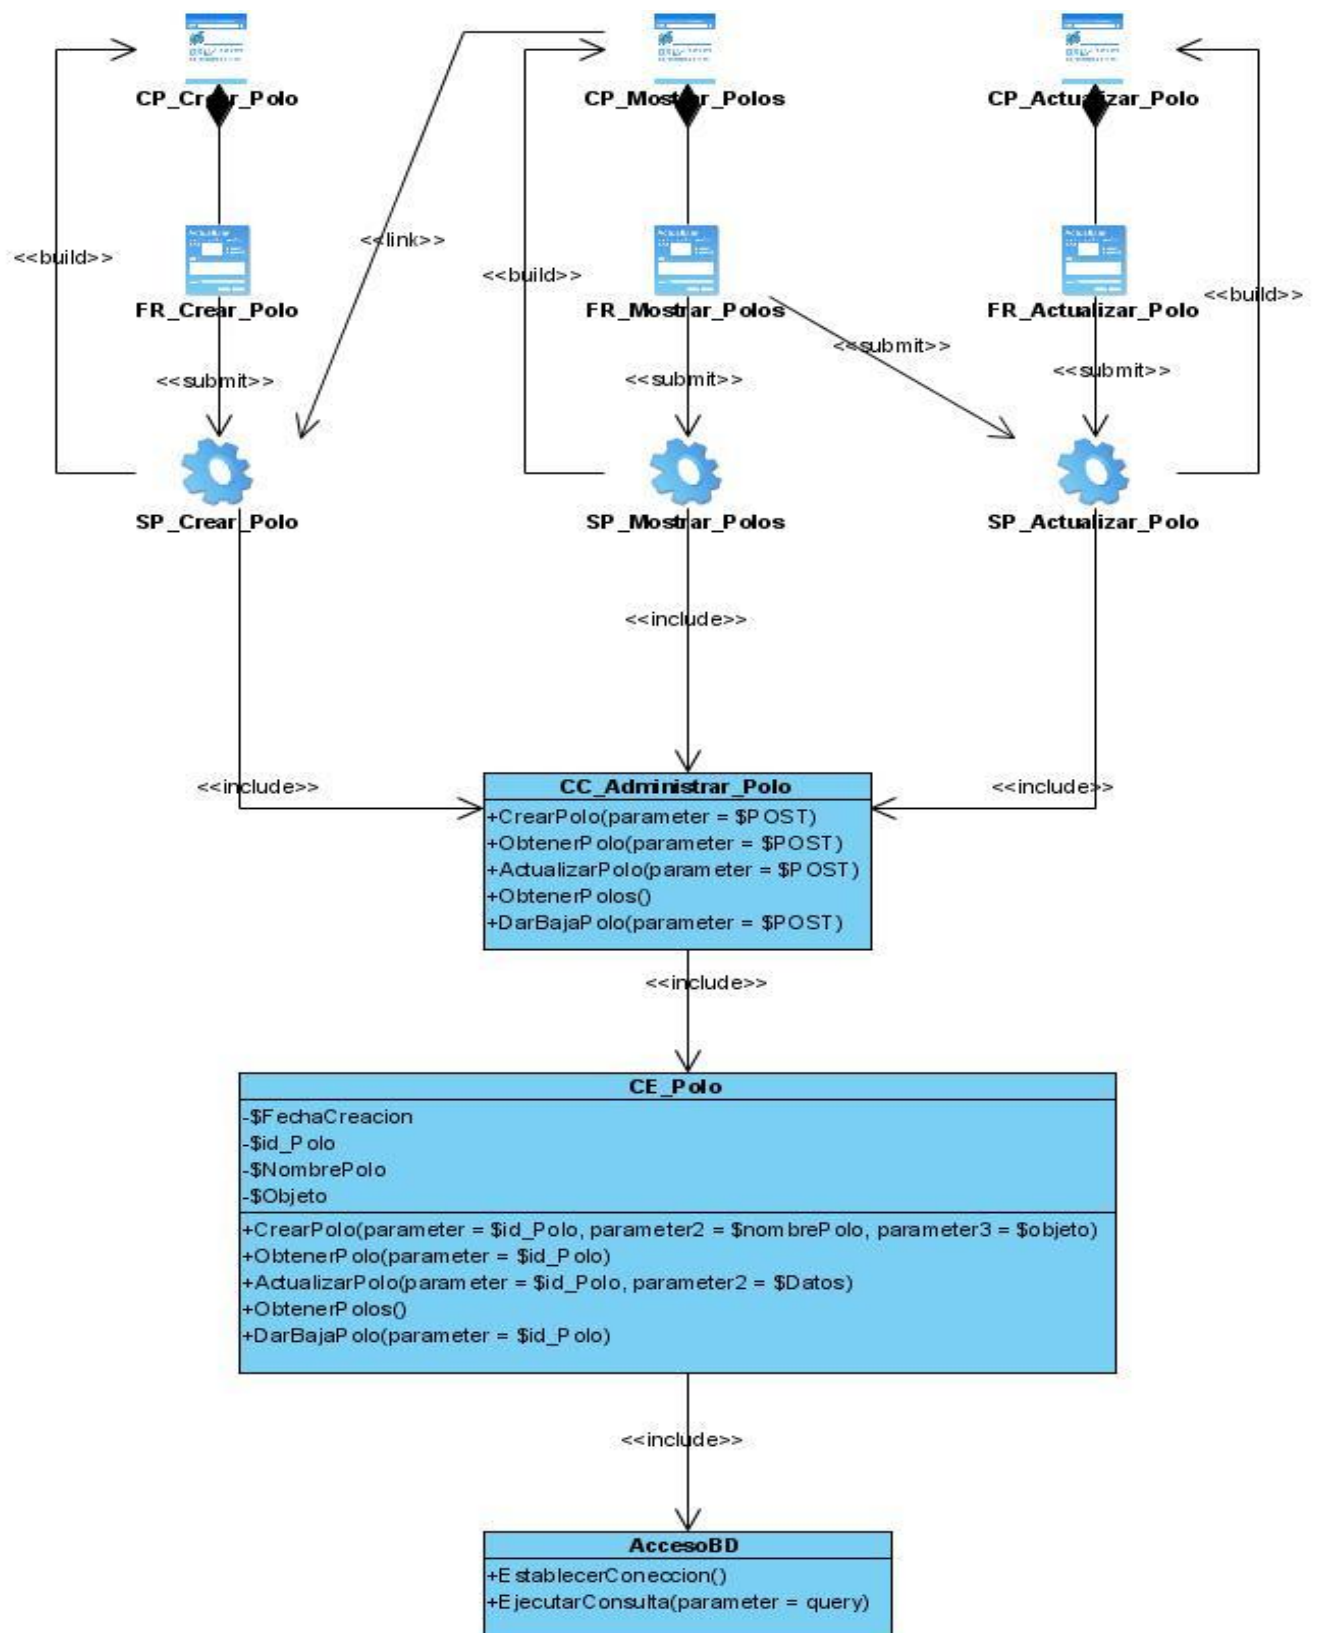 CP_Crear_Polo
CP_Mostrar_Polos
CP_Actualizar_Polo
<<build>>
<<link>>
<<build>>
<<build>>
FR_Crear_Polo
FR_Mostrar_Polos
FR_Actualizar_Polo
<<submit>>
<<submit>>
<<submit>>
<<submit>>
SP_Crear_Polo
SP_Mostrar_Polos
SP_Actualizar_Polo
<<include>>
<<include>>
<<include>>
CC_Administrar_Polo
+CrearPolo(parameter = $POST)
+ObtenerPolo(parameter = $POST)
+ActualizarPolo(parameter = $POST)
+ObtenerPolos()
+DarBajaPolo(parameter = $POST)
<<include>>
CE_Polo
-$FechaCreacion
-$id_Polo
-$NombrePolo
-$Objeto
+CrearPolo(parameter = $id_Polo, parameter2 = $nombrePolo, parameter3 = $objeto)
+ObtenerPolo(parameter = $id_Polo)
+ActualizarPolo(parameter = $id_Polo, parameter2 = $Datos)
+ObtenerPolos()
+DarBajaPolo(parameter = $id_Polo)
<<include>>
AccesoBD
+EstablecerConeccion()
+EjecutarConsulta(parameter = query)